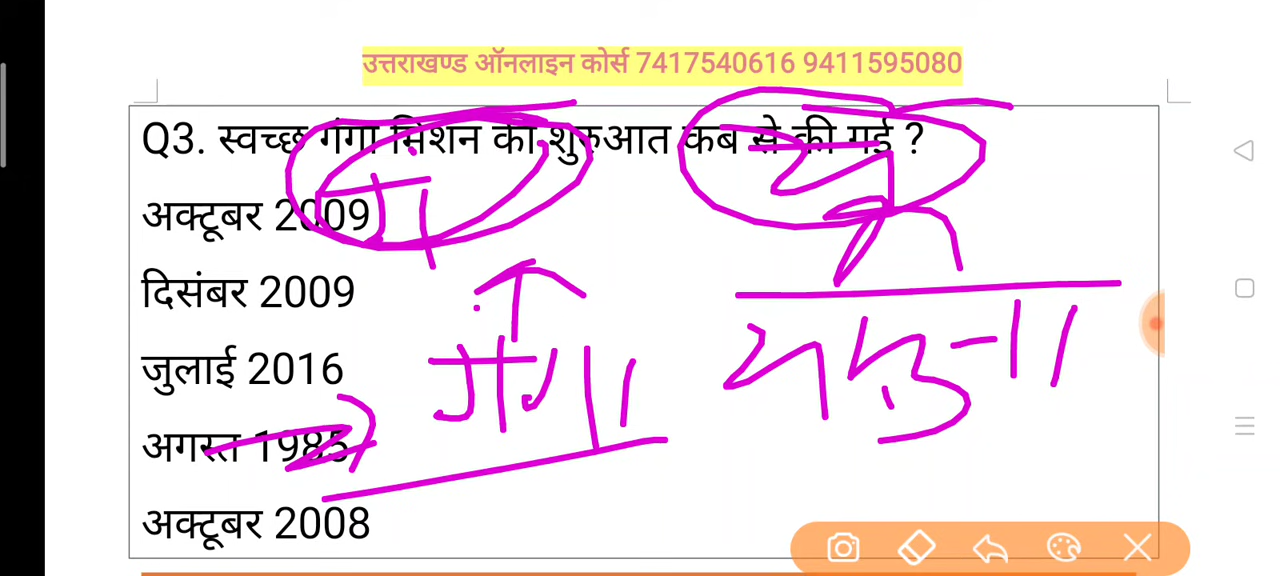 उत्तराखण्ड ऑनलाइन कोर्स 7417540616 9411595080
Q3. स्वच्छ गंगा मिशन की शुरुआत कब से की गई ?
अक्टूबर 2009
दिसंबर 2009
जुलाई 2016
अगस्त 1985
अक्टूबर 2008
गंगा